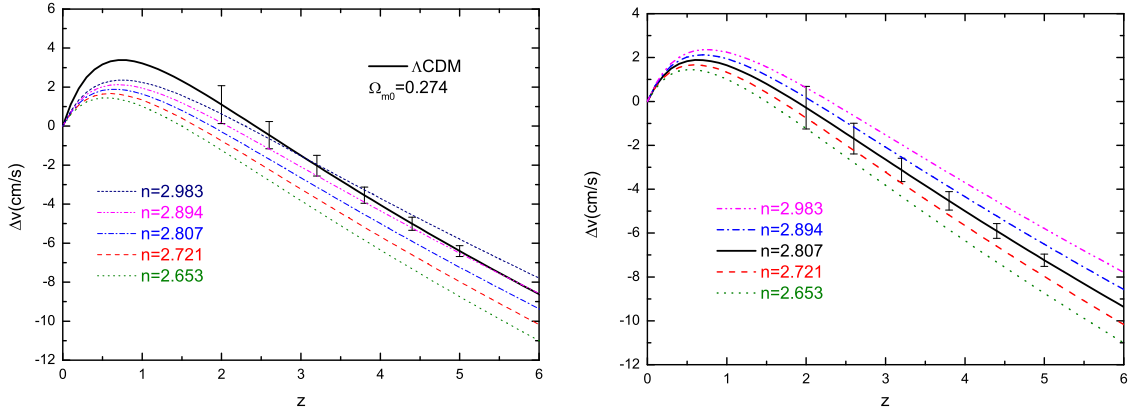 6
4
2
0
-2
-4
-6
-8
-10
-12
Δv(cm/s)
ΛCDM
Ωm0=0.274
n=2.983
n=2.894
n=2.807
n=2.721
n=2.653
0 1 2 3 4 5 6
z
4
2
0
-2
-4
-6
-8
-10
-12
Δv(cm/s)
n=2.983
n=2.894
n=2.807
n=2.721
n=2.653
0 1 2 3 4 5 6
z